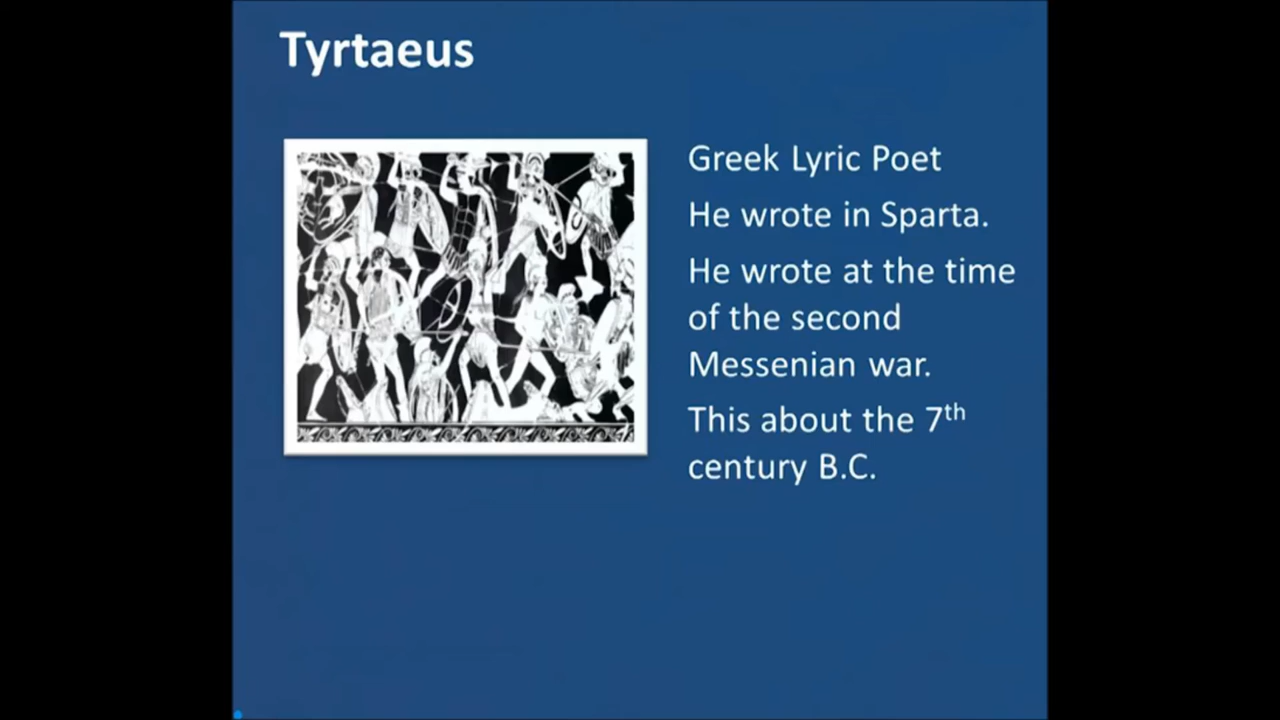 Tyrtaeus
Greek Lyric Poet
He wrote in Sparta.
He wrote at the time
of the second
Messenian war.
This about the 7th
century B.C.